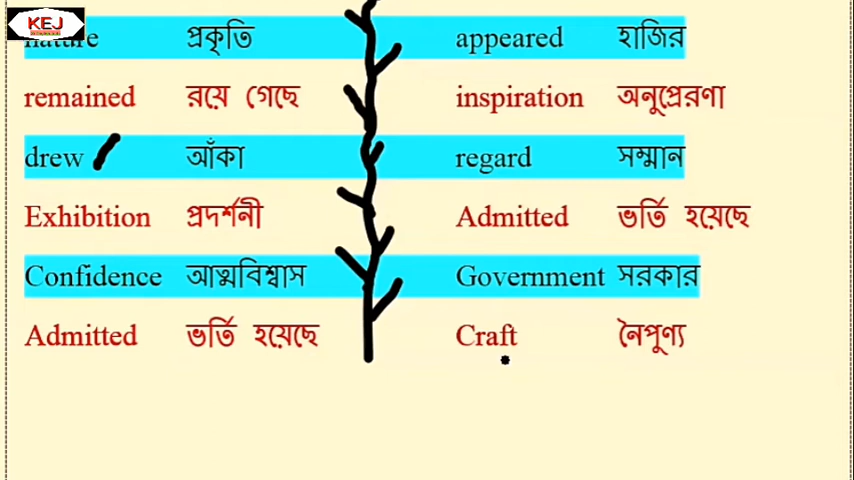 KEJ
nature প্রকৃতি appeared হাজির
remained রয়ে গেছে inspiration অনুপ্রেরণা
drew আঁকা regard সম্মান
Exhibition প্রদর্শনী Admitted ভর্তি হয়েছে
Confidence আত্মবিশ্বাস Government সরকার
Admitted ভর্তি হয়েছে Craft নৈপুণ্য